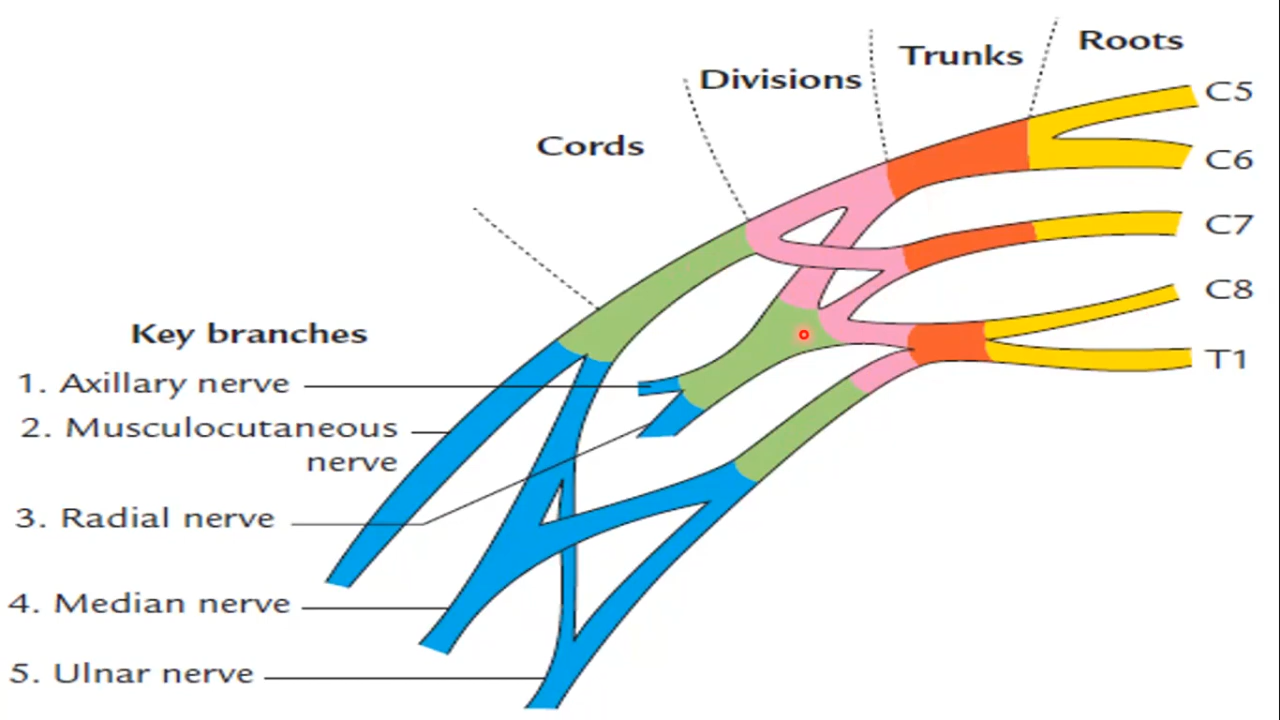 Roots
Trunks
Divisions
Cords
C5
C6
C7
C8
T1
Key branches
1. Axillary nerve
2. Musculocutaneous
nerve
3. Radial nerve
4. Median nerve
5. Ulnar nerve